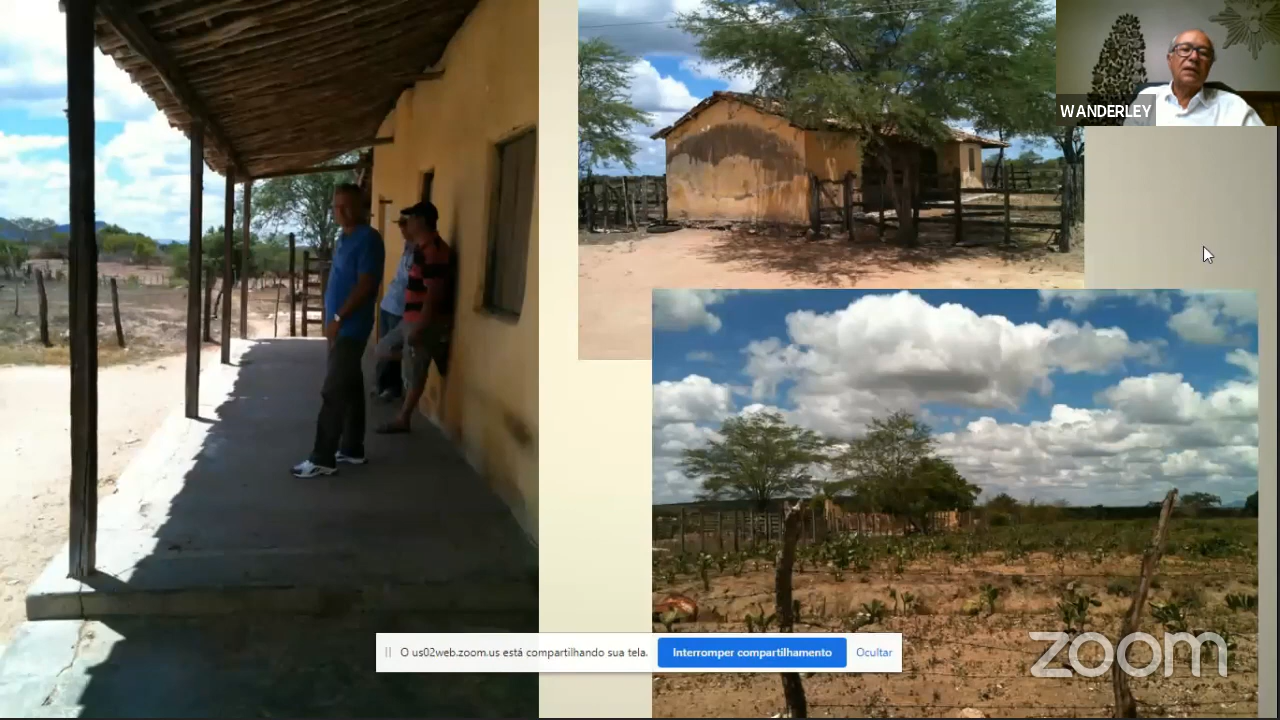 WANDERLEY
O us02web.zoom.us está compartilhando sua tela.
Interromper compartilhamento
Ocultar
zoom